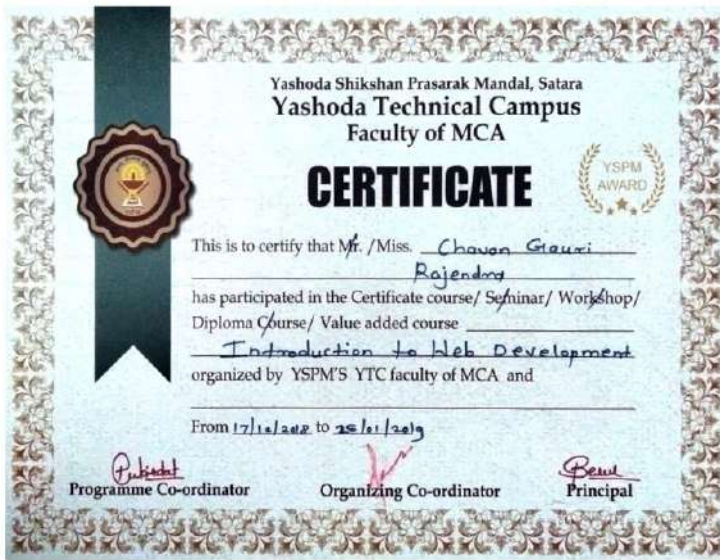 Yashoda Shikshan Prasarak Mandal, Satara
Yashoda Technical Campus
Faculty of MCA
CERTIFICATE
YSPM
AWARD
This is to certify that Mr. /Miss. Chavan Gauri
Rajendra
has participated in the Certificate course/ Seminar/ Workshop/
Diploma Course/ Value added course
Introduction to Web Development
organized by YSPM'S YTC faculty of MCA and
From 17/12/2018 to 25/01/2019
Programme Co-ordinator
Organizing Co-ordinator
Principal